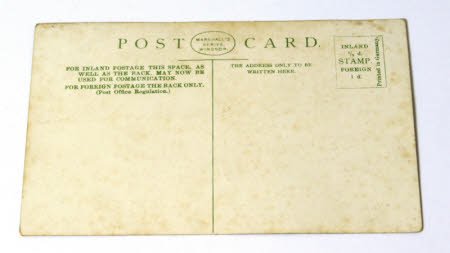 POST CARD.
MARSHALL'S
SERIES,
WINDSOR.
FOR INLAND POSTAGE THIS SPACE, AS
WELL AS THE BACK, MAY NOW BE
USED FOR COMMUNICATION.
FOR FOREIGN POSTAGE THE BACK ONLY.
(Post Office Regulation.)
THE ADDRESS ONLY TO BE
WRITTEN HERE.
INLAND
½ d.
STAMP.
FOREIGN
1 d.
Printed in Germany.